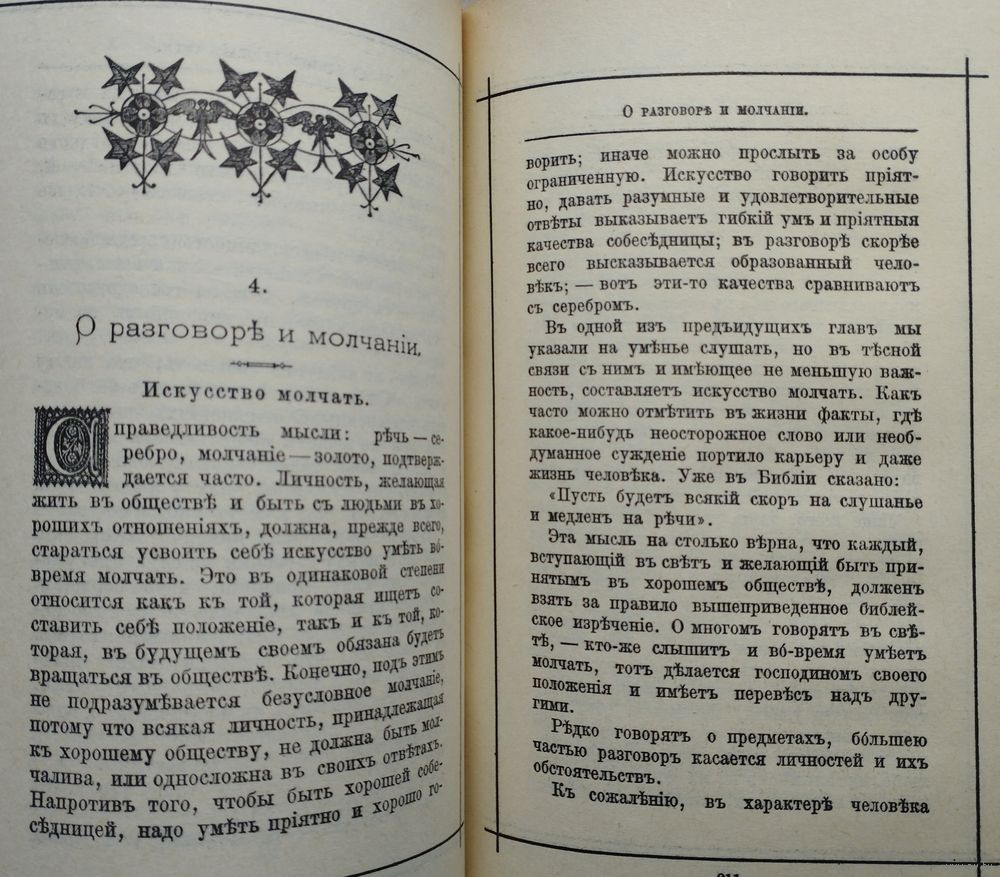 4.
О разговорѣ и молчаніи.
Искусство молчать.
Справедливость мысли: рѣчь — се-
ребро, молчаніе — золото, подтверж-
дается часто. Личность, желающая
жить въ обществѣ и быть съ людьми въ хо-
рошихъ отношеніяхъ, должна, прежде всего,
стараться усвоить себѣ искусство умѣть во́-
время молчать. Это въ одинаковой степени
относится какъ къ той, которая ищетъ со-
ставить себѣ положеніе, такъ и къ той, ко-
торая, въ будущемъ своемъ обязана будетъ
вращаться въ обществѣ. Конечно, подъ этимъ
не подразумѣвается безусловное молчаніе,
потому что всякая личность, принадлежащая
къ хорошему обществу, не должна быть мол-
чалива, или односложна въ своихъ отвѣтахъ.
Напротивъ того, чтобы быть хорошей собе-
сѣдницей, надо умѣть пріятно и хорошо го-
О РАЗГОВОРѢ И МОЛЧАНІИ.
ворить; иначе можно прослыть за особу
ограниченную. Искусство говорить пріят-
но, давать разумные и удовлетворительные
отвѣты выказываетъ гибкій умъ и пріятныя
качества собесѣдницы; въ разговорѣ скорѣе
всего высказывается образованный чело-
вѣкъ; — вотъ эти-то качества сравниваютъ
съ серебромъ.
Въ одной изъ предъидущихъ главъ мы
указали на умѣнье слушать, но въ тѣсной
связи съ нимъ и имѣющее не меньшую важ-
ность, составляетъ искусство молчать. Какъ
часто можно отмѣтить въ жизни факты, гдѣ
какое-нибудь неосторожное слово или необ-
думанное сужденіе портило карьеру и даже
жизнь человѣка. Уже въ Библіи сказано:
«Пусть будетъ всякій скоръ на слушанье
и медленъ на рѣчи».
Эта мысль на столько вѣрна, что каждый,
вступающій въ свѣтъ и желающій быть при-
нятымъ въ хорошемъ обществѣ, долженъ
взять за правило вышеприведенное библей-
ское изрѣченіе. О многомъ говорятъ въ свѣ-
тѣ, — кто-же слышитъ и во́-время умѣетъ
молчать, тотъ дѣлается господиномъ своего
положенія и имѣетъ перевѣсъ надъ дру-
гими.
Рѣдко говорятъ о предметахъ, бо́льшею
частью разговоръ касается личностей и ихъ
обстоятельствъ.
Къ сожалѣнію, въ характерѣ человѣка